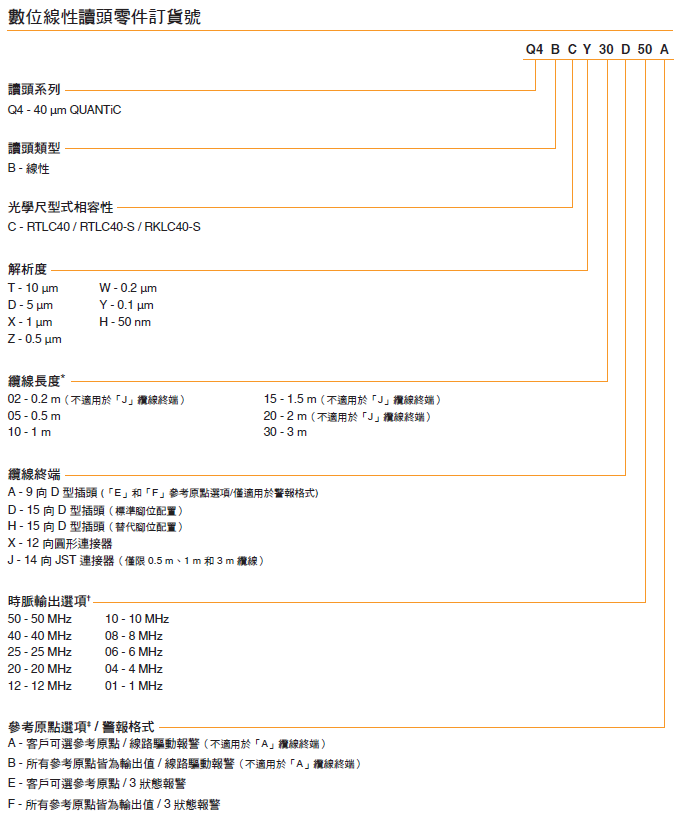 數位線性讀頭零件訂貨號
Q4 B C Y 30 D 50 A
讀頭系列
Q4 - 40 µm QUANTiC
讀頭類型
B - 線性
光學尺型式相容性
C - RTLC40 / RTLC40-S / RKLC40-S
解析度
T - 10 µm W - 0.2 µm
D - 5 µm Y - 0.1 µm
X - 1 µm H - 50 nm
Z - 0.5 µm
纜線長度*
02 - 0.2 m（不適用於「J」纜線終端） 15 - 1.5 m（不適用於「J」纜線終端）
05 - 0.5 m 20 - 2 m（不適用於「J」纜線終端）
10 - 1 m 30 - 3 m
纜線終端
A - 9 向 D 型插頭 (「E」和「F」參考原點選項/僅適用於警報格式)
D - 15 向 D 型插頭（標準腳位配置）
H - 15 向 D 型插頭（替代腳位配置）
X - 12 向圓形連接器
J - 14 向 JST 連接器（僅限 0.5 m、1 m 和 3 m 纜線）
時脈輸出選項†
50 - 50 MHz 10 - 10 MHz
40 - 40 MHz 08 - 8 MHz
25 - 25 MHz 06 - 6 MHz
20 - 20 MHz 04 - 4 MHz
12 - 12 MHz 01 - 1 MHz
參考原點選項‡ / 警報格式
A - 客戶可選參考原點 / 線路驅動報警（不適用於「A」纜線終端）
B - 所有參考原點皆為輸出值 / 線路驅動報警（不適用於「A」纜線終端）
E - 客戶可選參考原點 / 3 狀態報警
F - 所有參考原點皆為輸出值 / 3 狀態報警